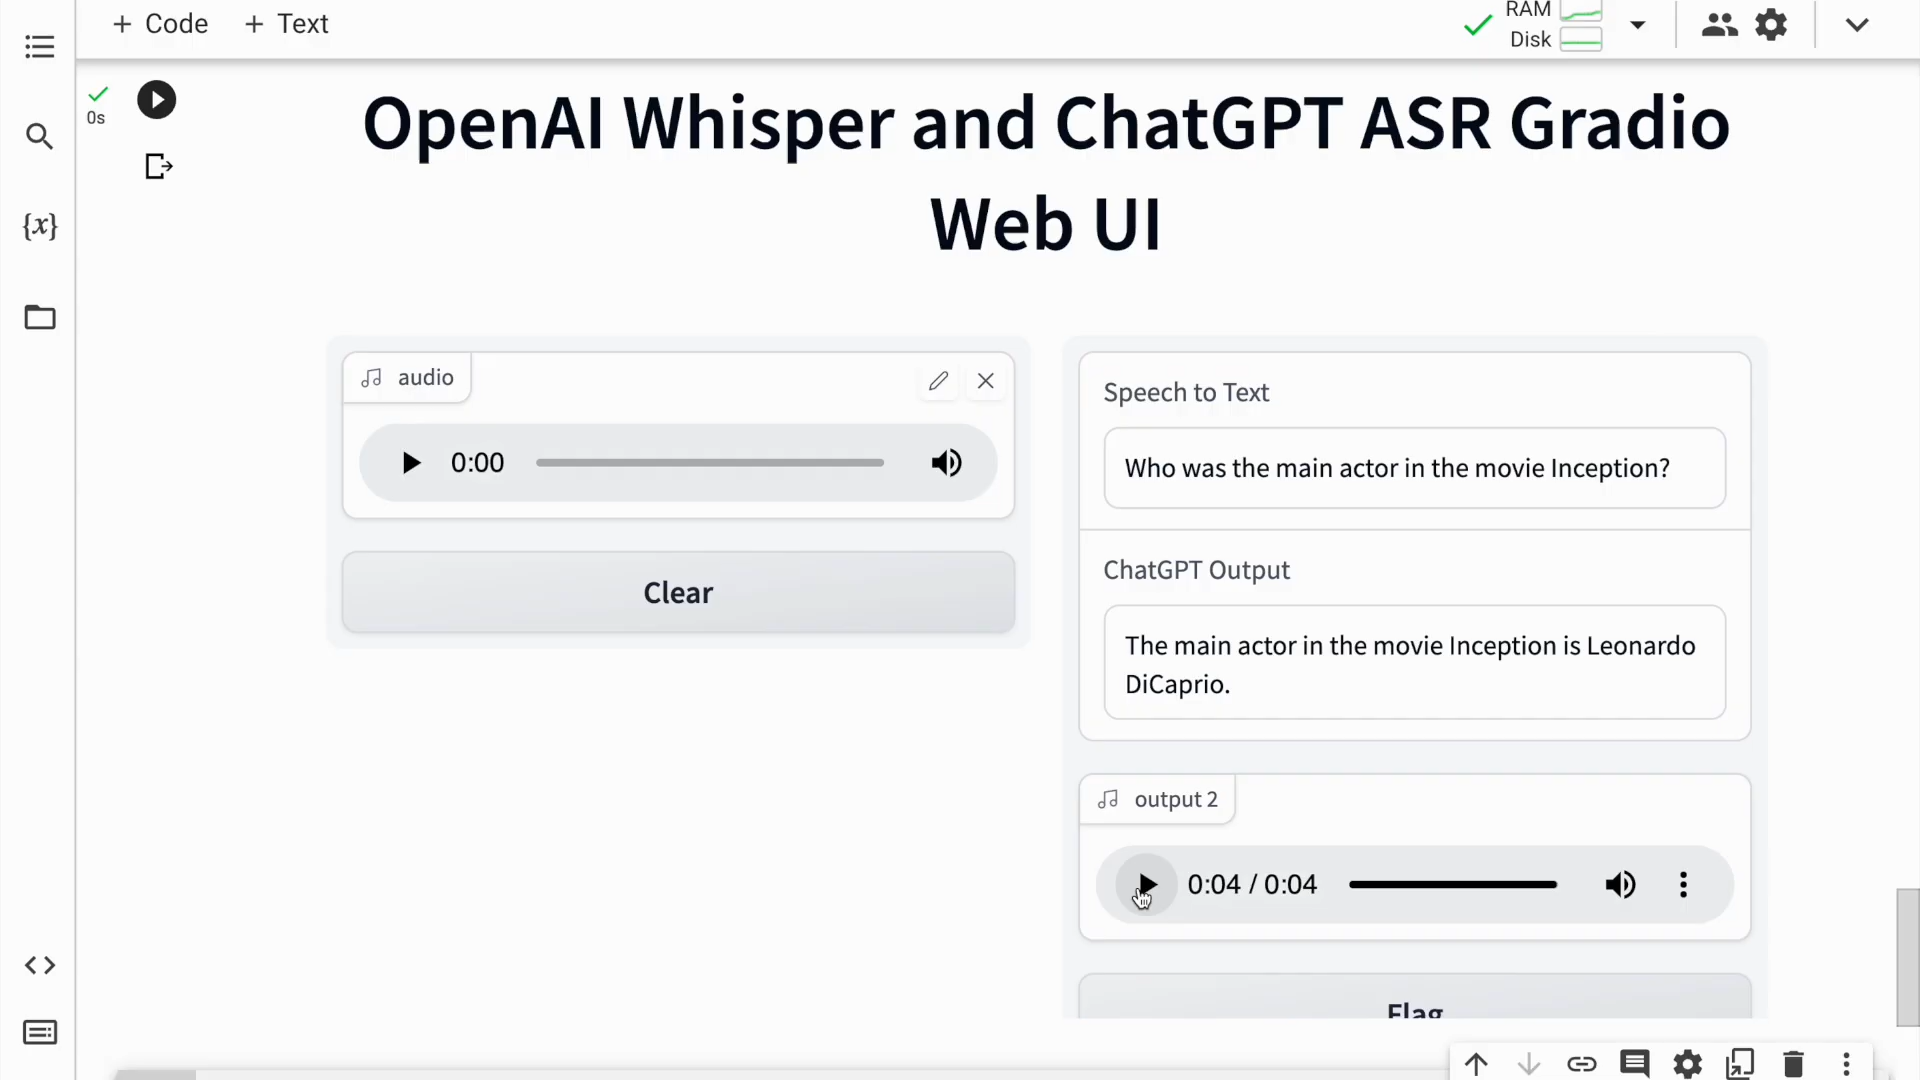 + Code + Text
RAM
Disk
0s
OpenAI Whisper and ChatGPT ASR Gradio
Web UI
{x}
audio
0:00
Clear
Speech to Text
Who was the main actor in the movie Inception?
ChatGPT Output
The main actor in the movie Inception is Leonardo
DiCaprio.
output 2
0:04 / 0:04
Flag